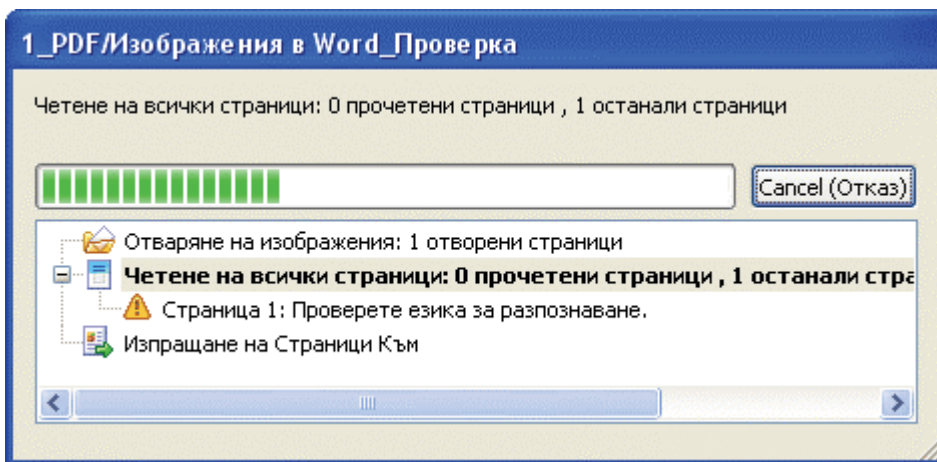 1_PDF/Изображения в Word_Проверка
Четене на всички страници: 0 прочетени страници , 1 останали страници
Cancel (Отказ)
Отваряне на изображения: 1 отворени страници
Четене на всички страници: 0 прочетени страници , 1 останали стра
Страница 1: Проверете езика за разпознаване.
Изпращане на Страници Към